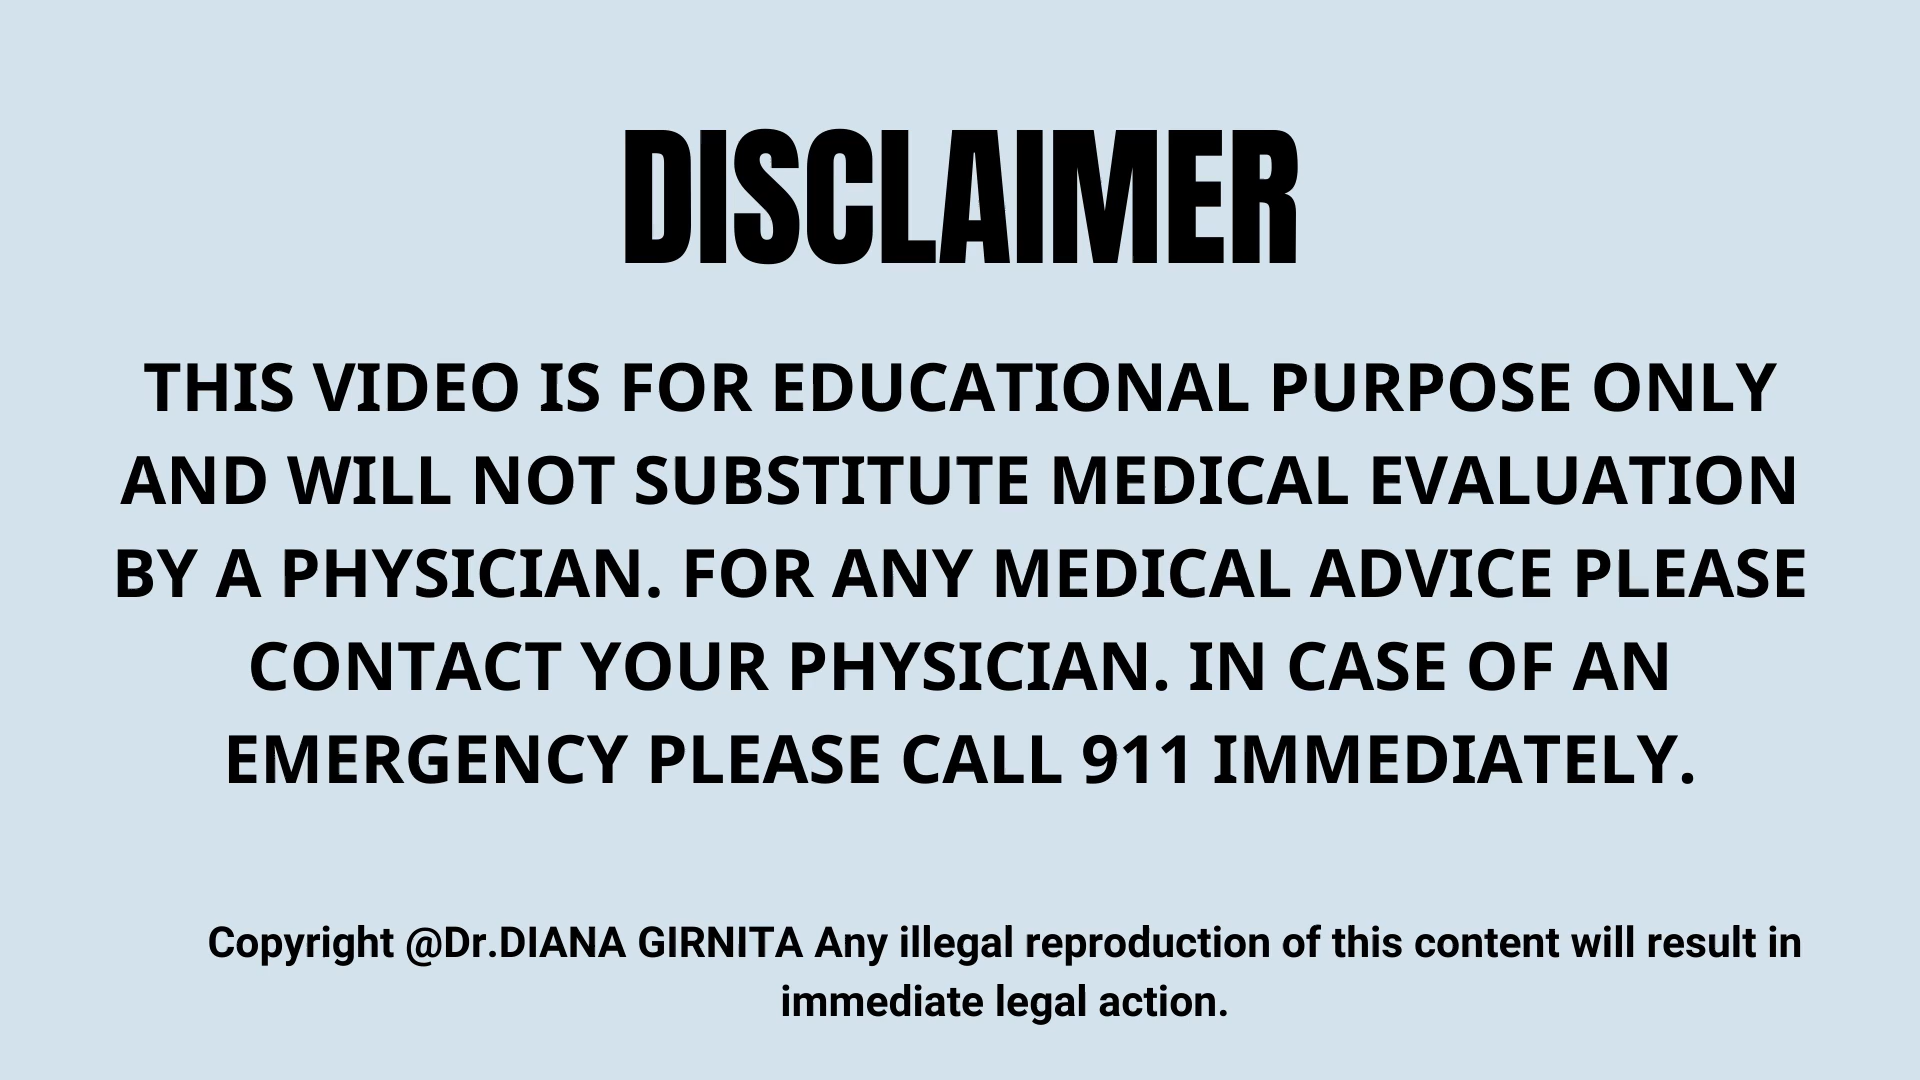 DISCLAIMER
THIS VIDEO IS FOR EDUCATIONAL PURPOSE ONLY
AND WILL NOT SUBSTITUTE MEDICAL EVALUATION
BY A PHYSICIAN. FOR ANY MEDICAL ADVICE PLEASE
CONTACT YOUR PHYSICIAN. IN CASE OF AN
EMERGENCY PLEASE CALL 911 IMMEDIATELY.
Copyright @Dr.DIANA GIRNITA Any illegal reproduction of this content will result in
immediate legal action.